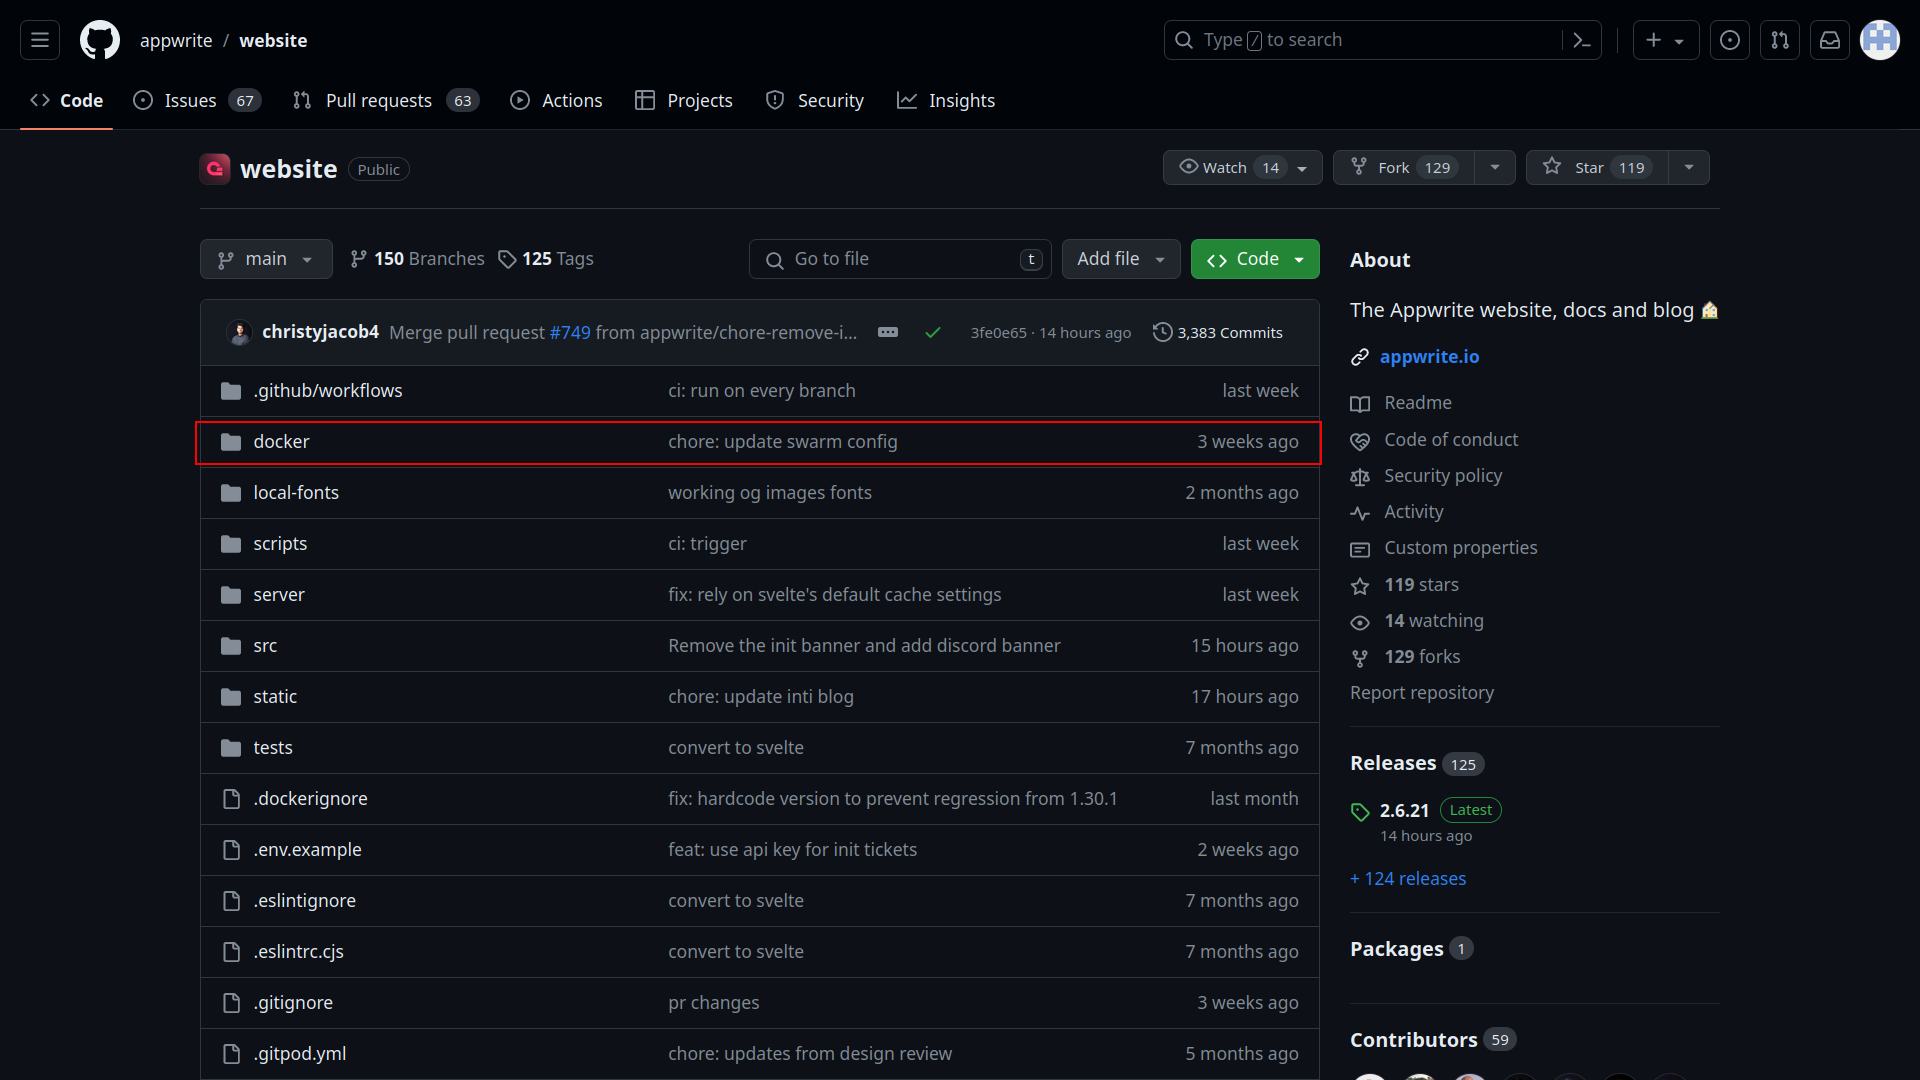 appwrite / website
Type / to search
Code
Issues 67
Pull requests 63
Actions
Projects
Security
Insights
website Public
Watch 14
Fork 129
Star 119
main
150 Branches
125 Tags
Go to file t
Add file
Code
christyjacob4 Merge pull request #749 from appwrite/chore-remove-i... 3fe0e65 · 14 hours ago 3,383 Commits
.github/workflows ci: run on every branch last week
docker chore: update swarm config 3 weeks ago
local-fonts working og images fonts 2 months ago
scripts ci: trigger last week
server fix: rely on svelte's default cache settings last week
src Remove the init banner and add discord banner 15 hours ago
static chore: update inti blog 17 hours ago
tests convert to svelte 7 months ago
.dockerignore fix: hardcode version to prevent regression from 1.30.1 last month
.env.example feat: use api key for init tickets 2 weeks ago
.eslintignore convert to svelte 7 months ago
.eslintrc.cjs convert to svelte 7 months ago
.gitignore pr changes 3 weeks ago
.gitpod.yml chore: updates from design review 5 months ago
About
The Appwrite website, docs and blog 🏠
appwrite.io
Readme
Code of conduct
Security policy
Activity
Custom properties
119 stars
14 watching
129 forks
Report repository
Releases 125
2.6.21 Latest
14 hours ago
+ 124 releases
Packages 1
Contributors 59